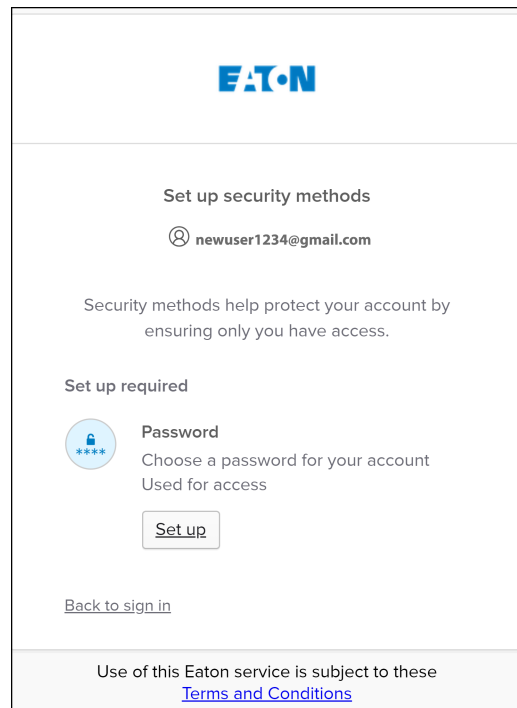 EATON
Set up security methods
newuser1234@gmail.com
Security methods help protect your account by
ensuring only you have access.
Set up required
****
Password
Choose a password for your account
Used for access
Set up
Back to sign in
Use of this Eaton service is subject to these
Terms and Conditions